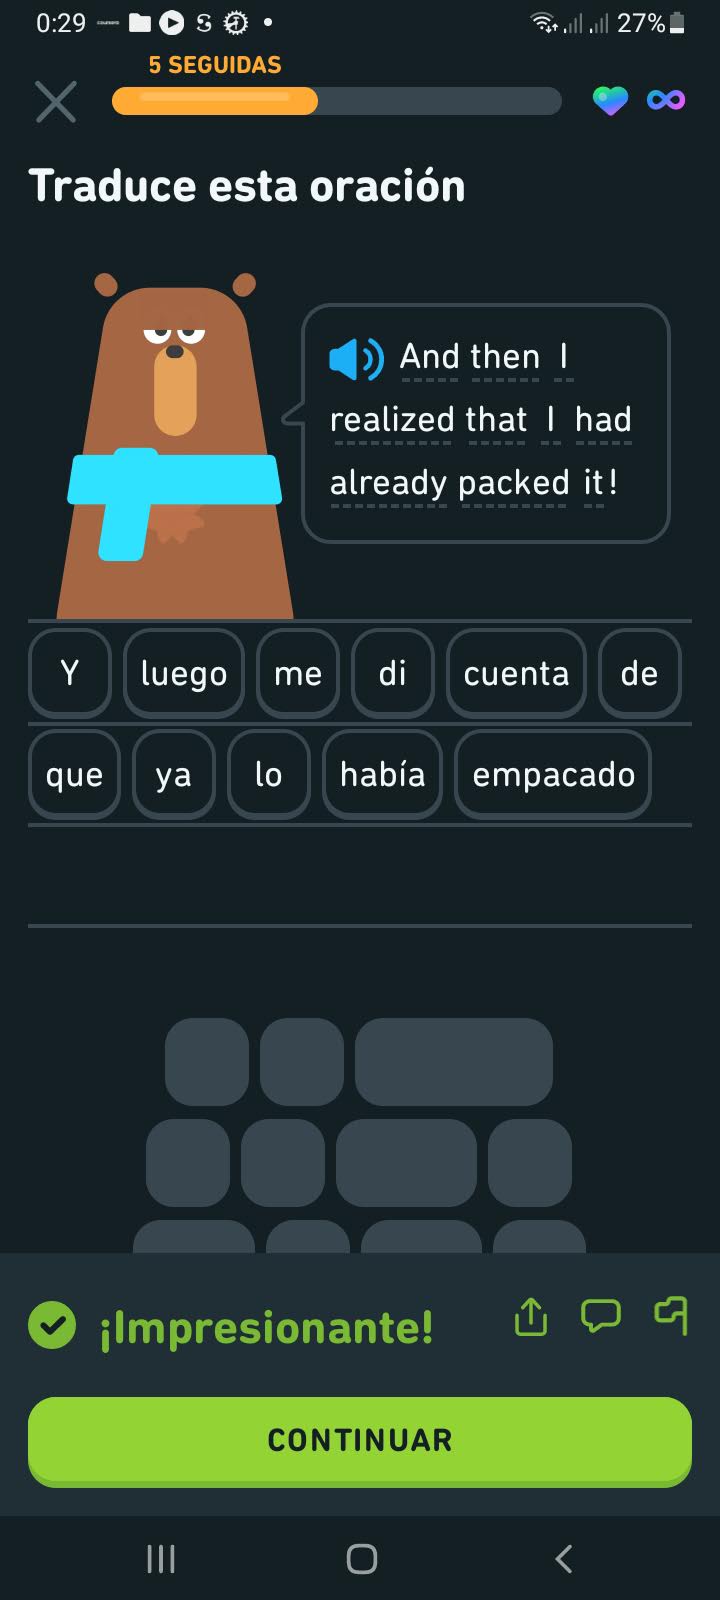 0:29 27%
5 SEGUIDAS
Traduce esta oración
And then I
realized that I had
already packed it!
Y luego me di cuenta de
que ya lo había empacado
¡Impresionante!
CONTINUAR